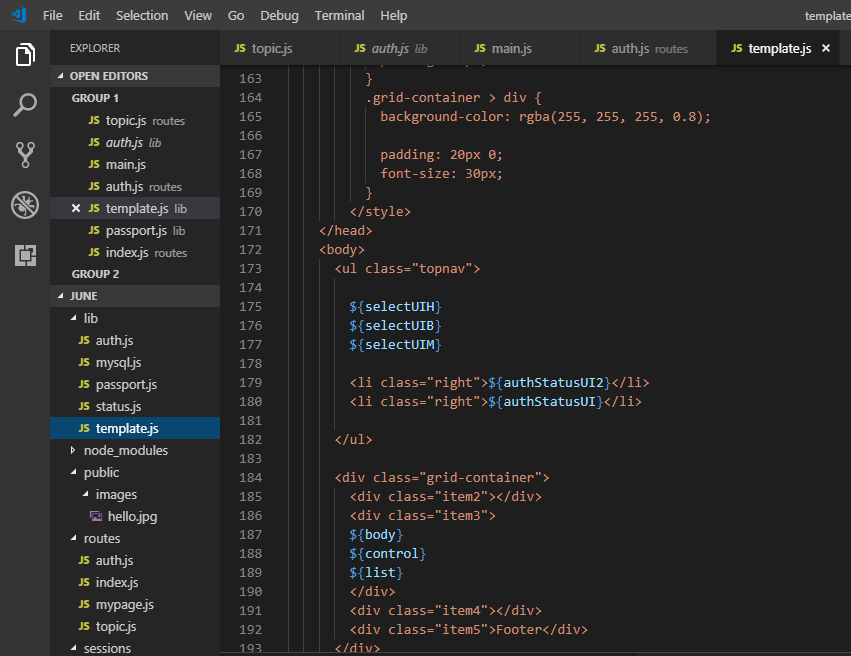 File Edit Selection View Go Debug Terminal Help template
EXPLORER
OPEN EDITORS
GROUP 1
JS topic.js routes
JS auth.js lib
JS main.js
JS auth.js routes
× JS template.js lib
JS passport.js lib
JS index.js routes
GROUP 2
JUNE
lib
JS auth.js
JS mysql.js
JS passport.js
JS status.js
JS template.js
node_modules
public
images
hello.jpg
routes
JS auth.js
JS index.js
JS mypage.js
JS topic.js
sessions
JS topic.js JS auth.js lib JS main.js JS auth.js routes JS template.js ×
163 }
164 .grid-container > div {
165 background-color: rgba(255, 255, 255, 0.8);
166
167 padding: 20px 0;
168 font-size: 30px;
169 }
170 </style>
171 </head>
172 <body>
173 <ul class="topnav">
174
175 ${selectUIH}
176 ${selectUIB}
177 ${selectUIM}
178
179 <li class="right">${authStatusUI2}</li>
180 <li class="right">${authStatusUI}</li>
181
182 </ul>
183
184 <div class="grid-container">
185 <div class="item2"></div>
186 <div class="item3">
187 ${body}
188 ${control}
189 ${list}
190 </div>
191 <div class="item4"></div>
192 <div class="item5">Footer</div>
193 </div>